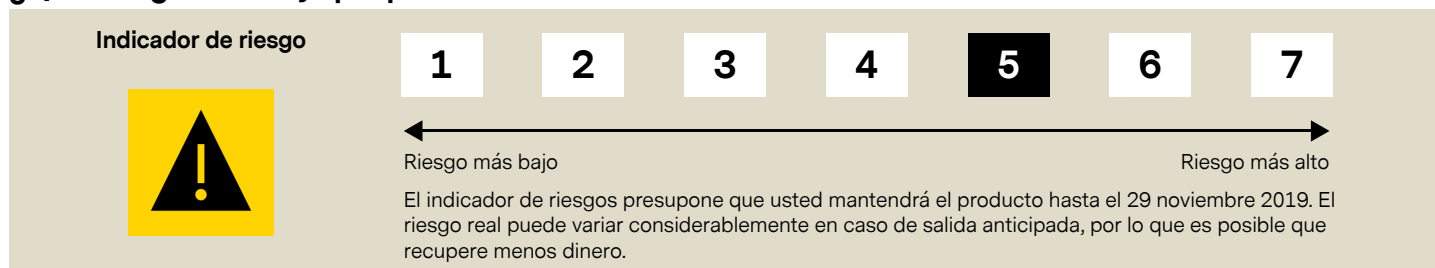 Indicador de riesgo
1 2 3 4 5 6 7
Riesgo más bajo Riesgo más alto
El indicador de riesgos presupone que usted mantendrá el producto hasta el 29 noviembre 2019. El
riesgo real puede variar considerablemente en caso de salida anticipada, por lo que es posible que
recupere menos dinero.